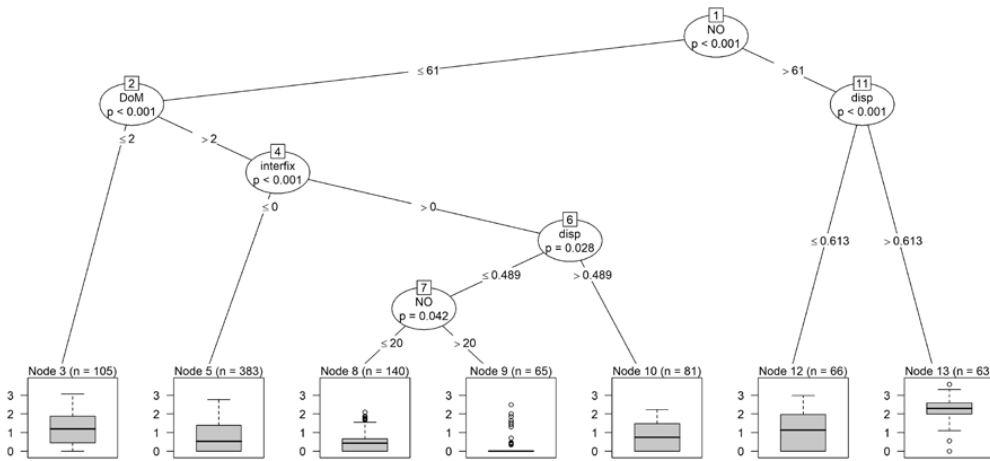 1
NO
p < 0.001
≤ 61
> 61
2
DoM
p < 0.001
11
disp
p < 0.001
≤ 2
> 2
4
interfix
p < 0.001
≤ 0
> 0
6
disp
p = 0.028
≤ 0.613
> 0.613
≤ 0.489
> 0.489
7
NO
p = 0.042
≤ 20
> 20
Node 3 (n = 105)
3
2
1
0
Node 5 (n = 383)
3
2
1
0
Node 8 (n = 140)
3
2
1
0
Node 9 (n = 65)
3
2
1
0
Node 10 (n = 81)
3
2
1
0
Node 12 (n = 66)
3
2
1
0
Node 13 (n = 63
3
2
1
0